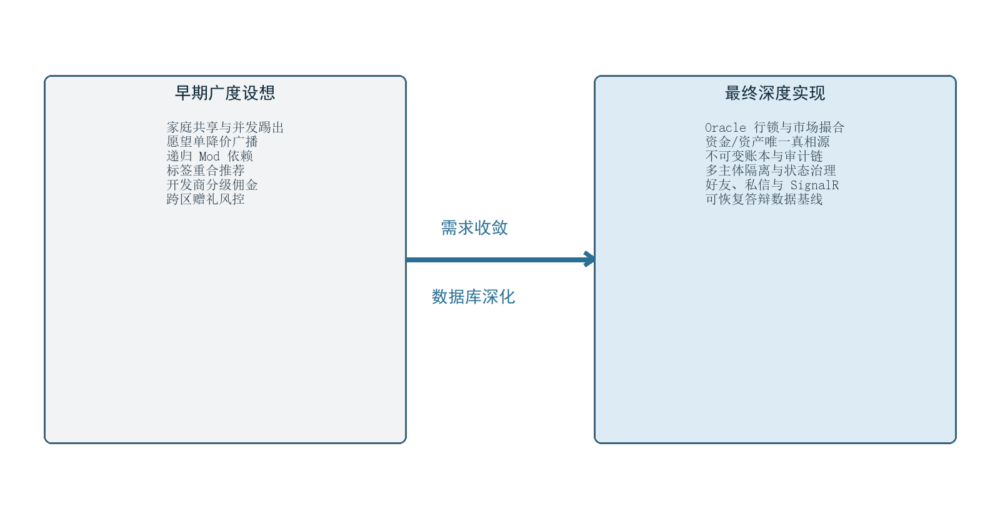 早期广度设想
家庭共享与并发踢出
愿望单降价广播
递归 Mod 依赖
标签重合推荐
开发商分级佣金
跨区赠礼风控
需求收敛
数据库深化
最终深度实现
Oracle 行锁与市场撮合
资金/资产唯一真相源
不可变账本与审计链
多主体隔离与状态治理
好友、私信与 SignalR
可恢复答辩数据基线